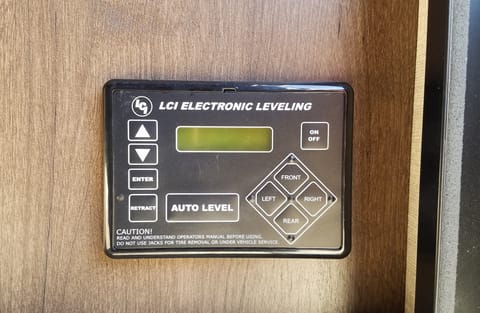 LCI LCI ELECTRONIC LEVELING
ON
OFF
ENTER
FRONT
LEFT
RIGHT
REAR
RETRACT
AUTO LEVEL
CAUTION!
READ AND UNDERSTAND OPERATORS MANUAL BEFORE USING.
DO NOT USE JACKS FOR TIRE REMOVAL OR UNDER VEHICLE SERVICE.